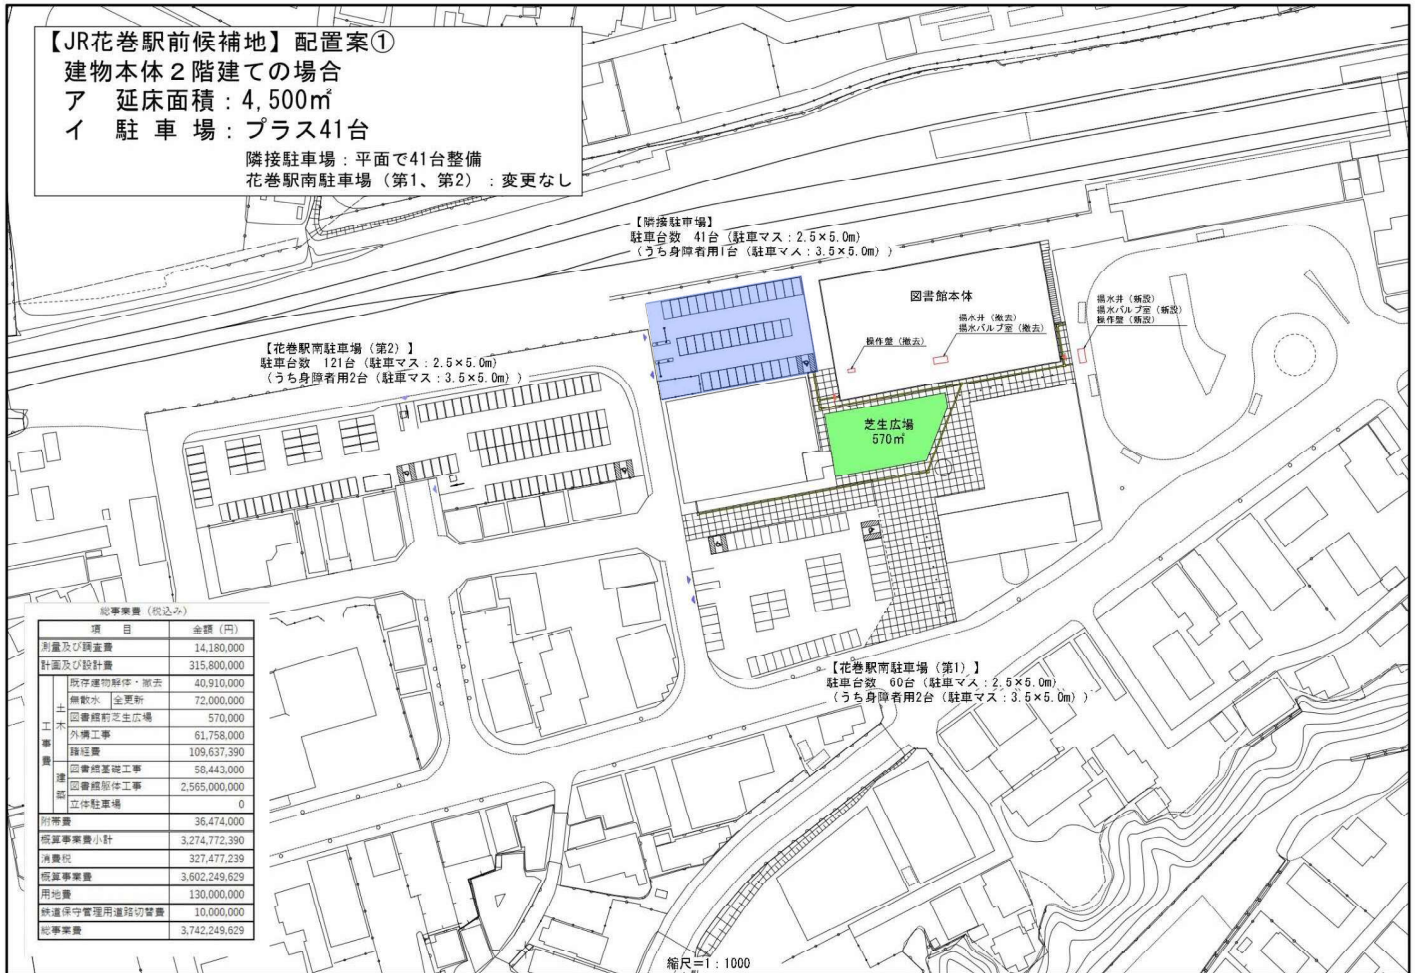 【JR花巻駅前候補地】配置案①
建物本体２階建ての場合
ア　延床面積：4,500㎡
イ　駐 車 場：プラス41台
隣接駐車場：平面で41台整備
花巻駅南駐車場（第1、第2）：変更なし
【隣接駐車場】
駐車台数　41台（駐車マス：2.5×5.0m）
（うち身障者用1台（駐車マス：3.5×5.0m））
図書館本体
揚水井（撤去）
揚水バルブ室（撤去）
操作盤（撤去）
揚水井（新設）
揚水バルブ室（新設）
操作盤（新設）
【花巻駅南駐車場（第2）】
駐車台数　121台（駐車マス：2.5×5.0m）
（うち身障者用2台（駐車マス：3.5×5.0m））
芝生広場
570㎡
【花巻駅南駐車場（第1）】
駐車台数　60台（駐車マス：2.5×5.0m）
（うち身障者用2台（駐車マス：3.5×5.0m））
総事業費（税込み）
項　目　金額（円）
測量及び調査費　14,180,000
計画及び設計費　315,800,000
工事費　土木　既存建物解体・撤去　40,910,000
無散水　全更新　72,000,000
図書館前芝生広場　570,000
外構工事　61,758,000
諸経費　109,637,390
建築　図書館基礎工事　58,443,000
図書館躯体工事　2,565,000,000
立体駐車場　0
附帯費　36,474,000
概算事業費小計　3,274,772,390
消費税　327,477,239
概算事業費　3,602,249,629
用地費　130,000,000
鉄道保守管理用道路切替費　10,000,000
総事業費　3,742,249,629
縮尺=1：1000